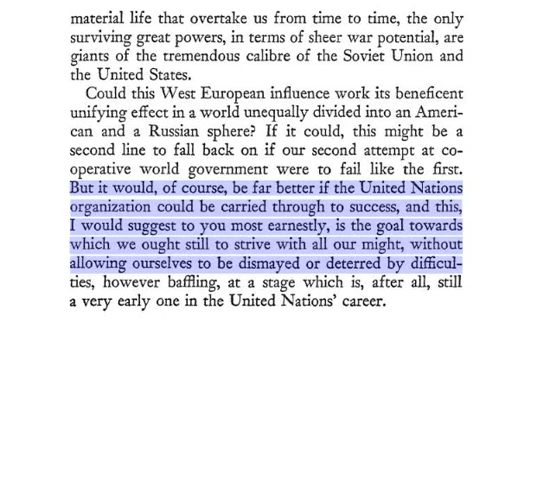 material life that overtake us from time to time, the only
surviving great powers, in terms of sheer war potential, are
giants of the tremendous calibre of the Soviet Union and
the United States.
Could this West European influence work its beneficent
unifying effect in a world unequally divided into an Ameri-
can and a Russian sphere? If it could, this might be a
second line to fall back on if our second attempt at co-
operative world government were to fail like the first.
But it would, of course, be far better if the United Nations
organization could be carried through to success, and this,
I would suggest to you most earnestly, is the goal towards
which we ought still to strive with all our might, without
allowing ourselves to be dismayed or deterred by difficul-
ties, however baffling, at a stage which is, after all, still
a very early one in the United Nations' career.